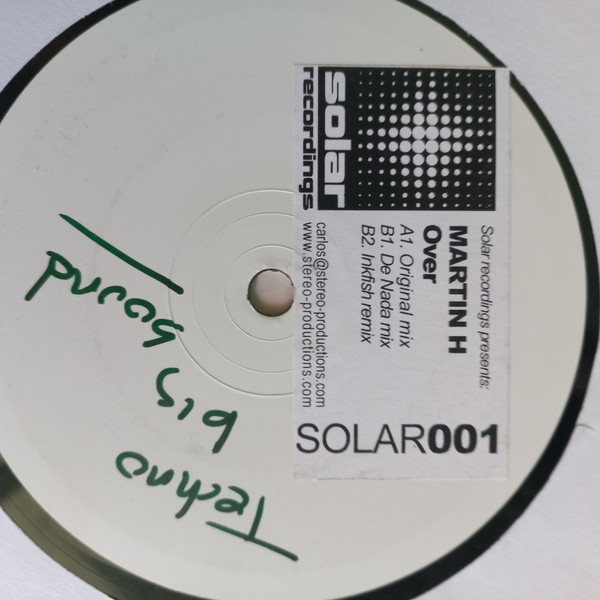 solar
recordings
Solar recordings presents:
MARTIN H
Over
A1. Original mix
B1. De Nada mix
B2. Inkfish remix
carlos@stereo-productions.com
www.stereo-productions.com
SOLAR001
Techno
big sound